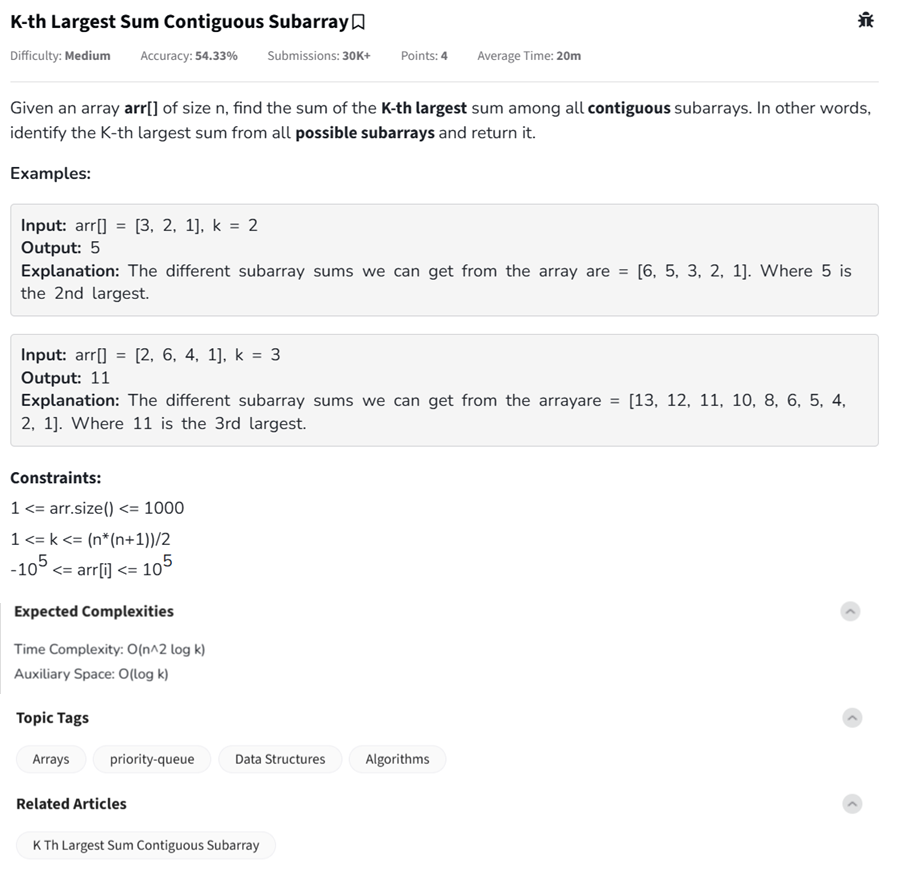 K-th Largest Sum Contiguous Subarray
Difficulty: Medium Accuracy: 54.33% Submissions: 30K+ Points: 4 Average Time: 20m
Given an array arr[] of size n, find the sum of the K-th largest sum among all contiguous subarrays. In other words,
identify the K-th largest sum from all possible subarrays and return it.
Examples:
Input: arr[] = [3, 2, 1], k = 2
Output: 5
Explanation: The different subarray sums we can get from the array are = [6, 5, 3, 2, 1]. Where 5 is
the 2nd largest.
Input: arr[] = [2, 6, 4, 1], k = 3
Output: 11
Explanation: The different subarray sums we can get from the arrayare = [13, 12, 11, 10, 8, 6, 5, 4,
2, 1]. Where 11 is the 3rd largest.
Constraints:
1 <= arr.size() <= 1000
1 <= k <= (n*(n+1))/2
-10^5 <= arr[i] <= 10^5
Expected Complexities
Time Complexity: O(n^2 log k)
Auxiliary Space: O(log k)
Topic Tags
Arrays priority-queue Data Structures Algorithms
Related Articles
K Th Largest Sum Contiguous Subarray